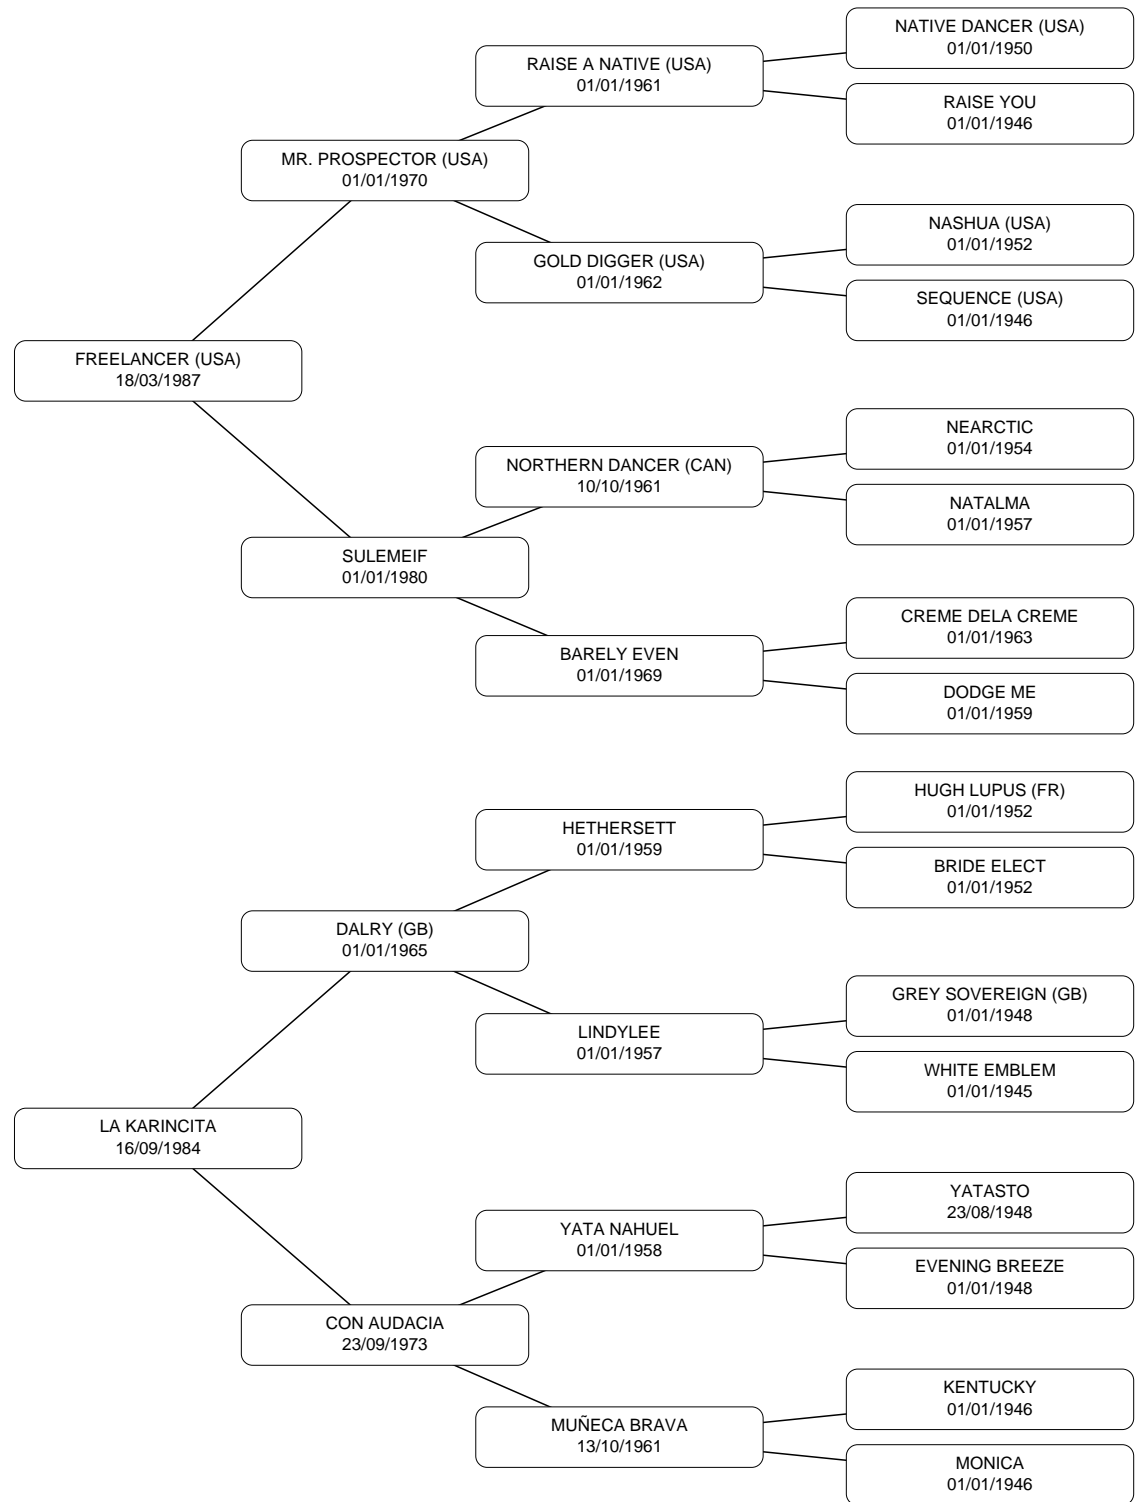 NATIVE DANCER (USA)
01/01/1950
RAISE A NATIVE (USA)
01/01/1961
RAISE YOU
01/01/1946
MR. PROSPECTOR (USA)
01/01/1970
NASHUA (USA)
01/01/1952
GOLD DIGGER (USA)
01/01/1962
SEQUENCE (USA)
01/01/1946
FREELANCER (USA)
18/03/1987
NEARCTIC
01/01/1954
NORTHERN DANCER (CAN)
10/10/1961
NATALMA
01/01/1957
SULEMEIF
01/01/1980
CREME DELA CREME
01/01/1963
BARELY EVEN
01/01/1969
DODGE ME
01/01/1959
HUGH LUPUS (FR)
01/01/1952
HETHERSETT
01/01/1959
BRIDE ELECT
01/01/1952
DALRY (GB)
01/01/1965
GREY SOVEREIGN (GB)
01/01/1948
LINDYLEE
01/01/1957
WHITE EMBLEM
01/01/1945
LA KARINCITA
16/09/1984
YATASTO
23/08/1948
YATA NAHUEL
01/01/1958
EVENING BREEZE
01/01/1948
CON AUDACIA
23/09/1973
KENTUCKY
01/01/1946
MUÑECA BRAVA
13/10/1961
MONICA
01/01/1946